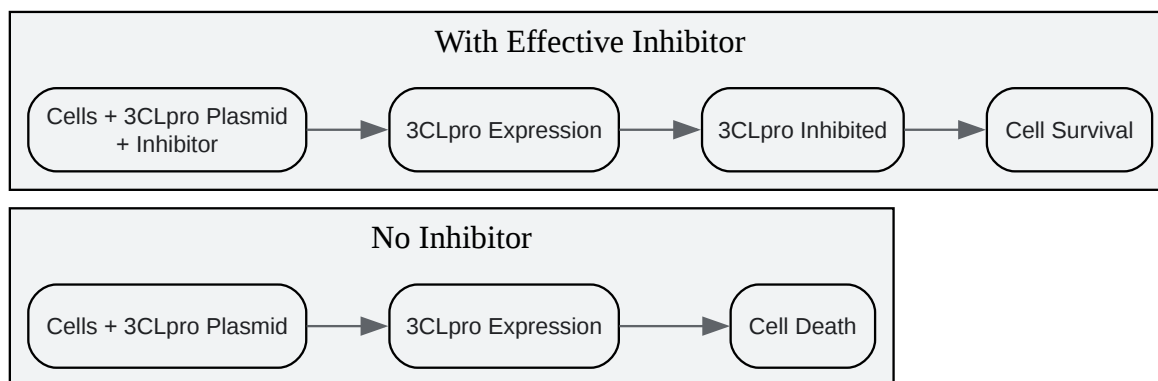 With Effective Inhibitor
Cells + 3CLpro Plasmid
+ Inhibitor
3CLpro Expression
3CLpro Inhibited
Cell Survival
No Inhibitor
Cells + 3CLpro Plasmid
3CLpro Expression
Cell Death